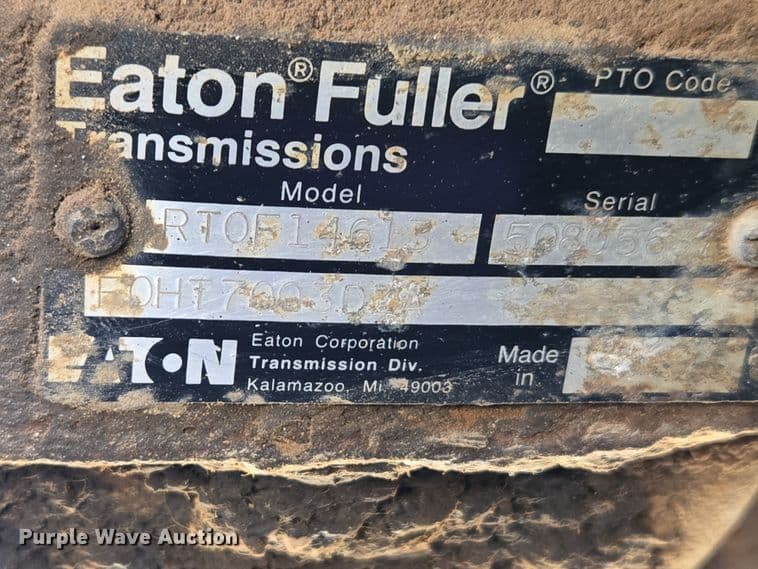 Eaton® Fuller®
Transmissions
PTO Code
Model
Serial
RTOF14613
FOHT7003D
EATON
Eaton Corporation
Transmission Div.
Kalamazoo, Mi. 49003
Made
in
Purple Wave Auction